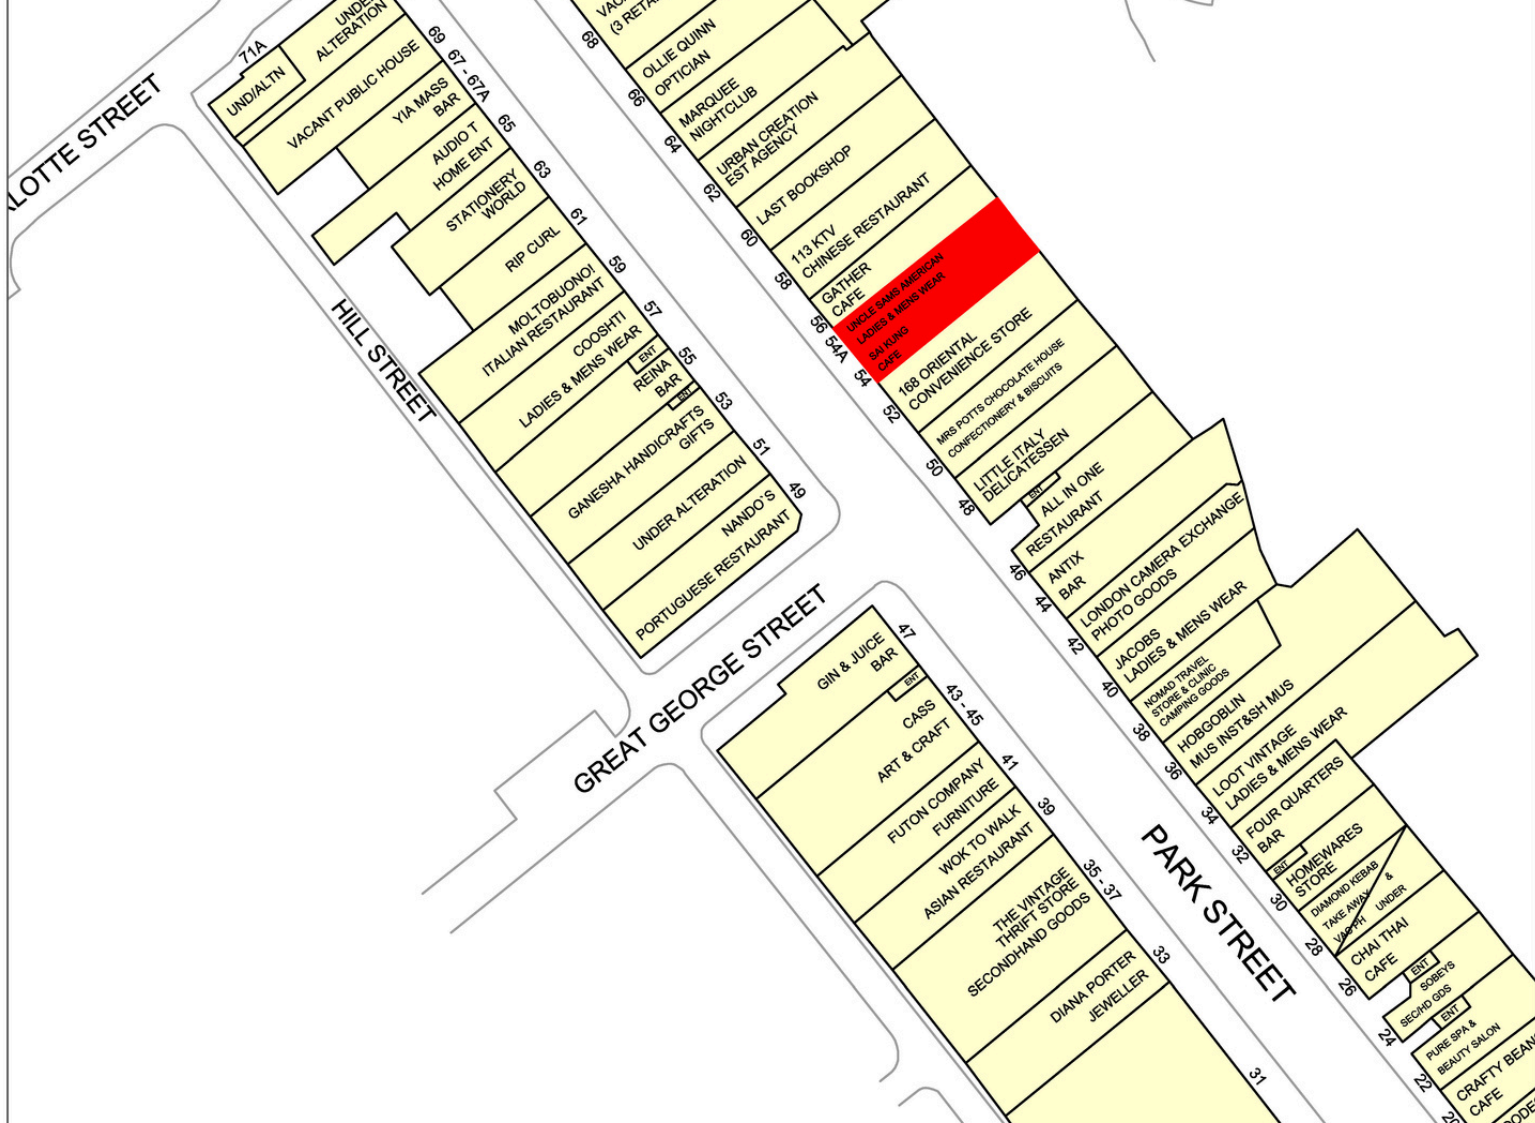 71A
UND/ALTN
UNDE
ALTERATION
VACANT PUBLIC HOUSE
69
67 - 67A
YIA MASS
BAR
65
AUDIO T
HOME ENT
63
STATIONERY
WORLD
61
RIP CURL
59
MOLTOBUONO!
ITALIAN RESTAURANT
57
COOSHTI
LADIES & MENS WEAR
55
ENT
REINA
BAR
ENT
53
GANESHA HANDICRAFTS
GIFTS
51
UNDER ALTERATION
49
NANDO`S
PORTUGUESE RESTAURANT
LOTTE STREET
HILL STREET
GREAT GEORGE STREET
PARK STREET
47
GIN & JUICE
BAR
ENT
43 - 45
CASS
ART & CRAFT
41
FUTON COMPANY
FURNITURE
39
WOK TO WALK
ASIAN RESTAURANT
35 - 37
THE VINTAGE
THRIFT STORE
SECONDHAND GOODS
33
DIANA PORTER
JEWELLER
31
VAC
(3 RETA
68
OLLIE QUINN
OPTICIAN
66
MARQUEE
NIGHTCLUB
64
URBAN CREATION
EST AGENCY
62
LAST BOOKSHOP
60
113 KTV
CHINESE RESTAURANT
58
GATHER
CAFE
56
UNCLE SAMS AMERICAN
LADIES & MENS WEAR
54A
SAI KUNG
CAFE
54
168 ORIENTAL
CONVENIENCE STORE
52
MRS POTTS CHOCOLATE HOUSE
CONFECTIONERY & BISCUITS
50
LITTLE ITALY
DELICATESSEN
48
ENT
ALL IN ONE
RESTAURANT
46
ANTIX
BAR
44
LONDON CAMERA EXCHANGE
PHOTO GOODS
42
JACOBS
LADIES & MENS WEAR
40
NOMAD TRAVEL
STORE & CLINIC
CAMPING GOODS
38
HOBGOBLIN
MUS INST&SH MUS
36
LOOT VINTAGE
LADIES & MENS WEAR
34
FOUR QUARTERS
BAR
32
ENT
HOMEWARES
STORE
30
DIAMOND KEBAB
TAKE AWAY
&
VAC PH
UNDER
28
CHAI THAI
CAFE
26
ENT
SOBEYS
SEC/HD GDS
24
ENT
PURE SPA &
BEAUTY SALON
22
CRAFTY BEAN
CAFE
20